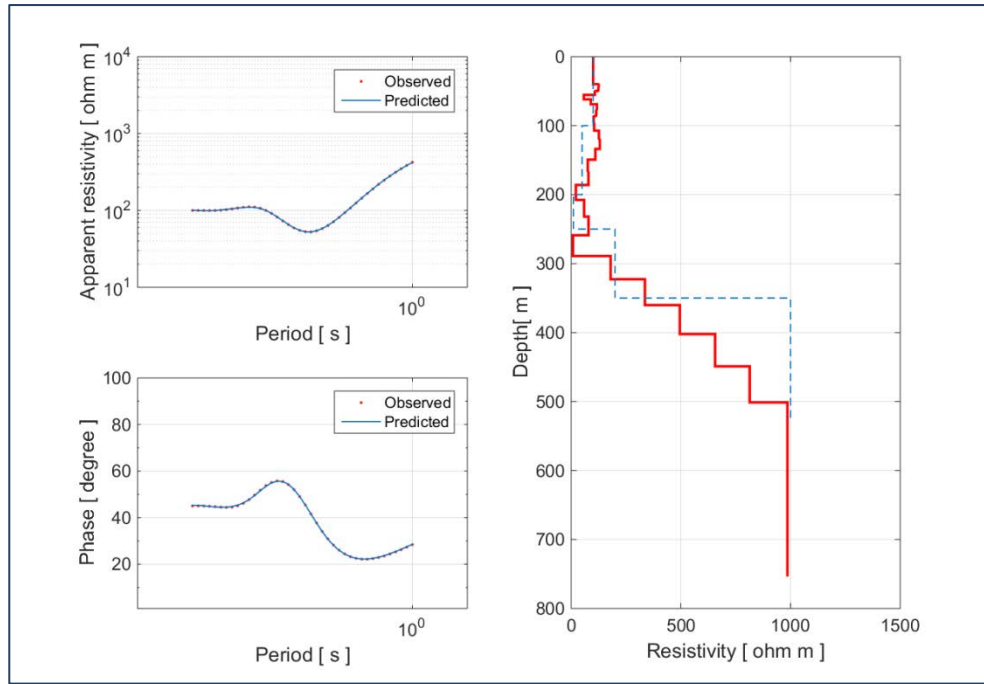 Apparent resistivity [ ohm m ]
10^4
10^3
10^2
10^1
Observed
Predicted
10^0
Period [ s ]
Phase [ degree ]
100
80
60
40
20
Observed
Predicted
10^0
Period [ s ]
Depth[ m ]
0
100
200
300
400
500
600
700
800
0
500
1000
1500
Resistivity [ ohm m ]